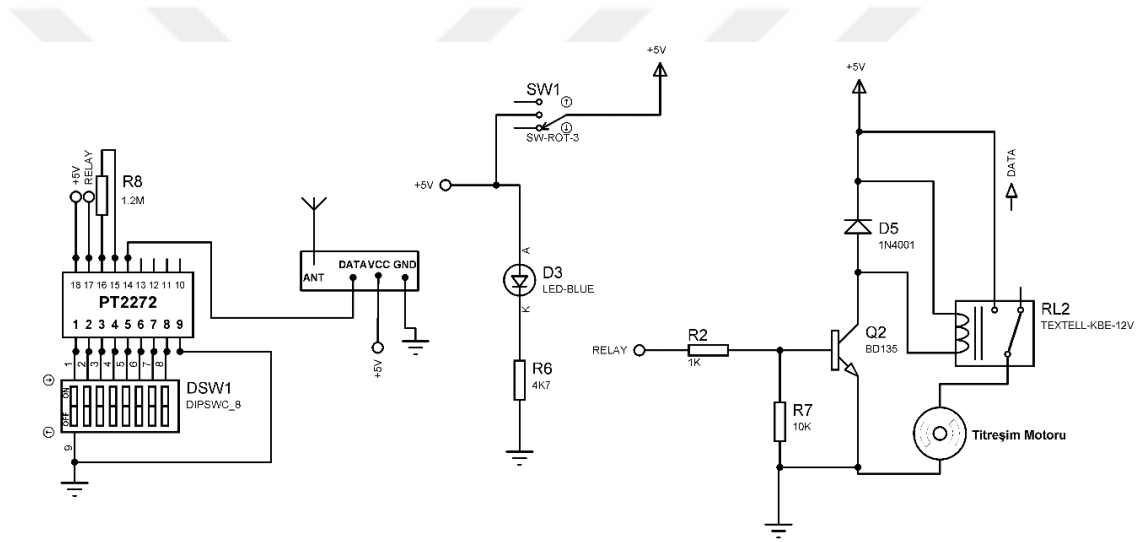 +5V
SW1
SW-ROT-3
+5V
+5V
DATA
+5V
RELAY
R8
1.2M
18 17 16 15 14 13 12 11 10
PT2272
1 2 3 4 5 6 7 8 9
ANT
DATA VCC GND
+5V
D5
1N4001
A
D3
LED-BLUE
K
RL2
TEXTELL-KBE-12V
1 2 3 4 5 6 7 8
ON
OFF
DSW1
DIPSWC_8
9
+5V
R6
4K7
RELAY
R2
1K
Q2
BD135
R7
10K
Titreşim Motoru